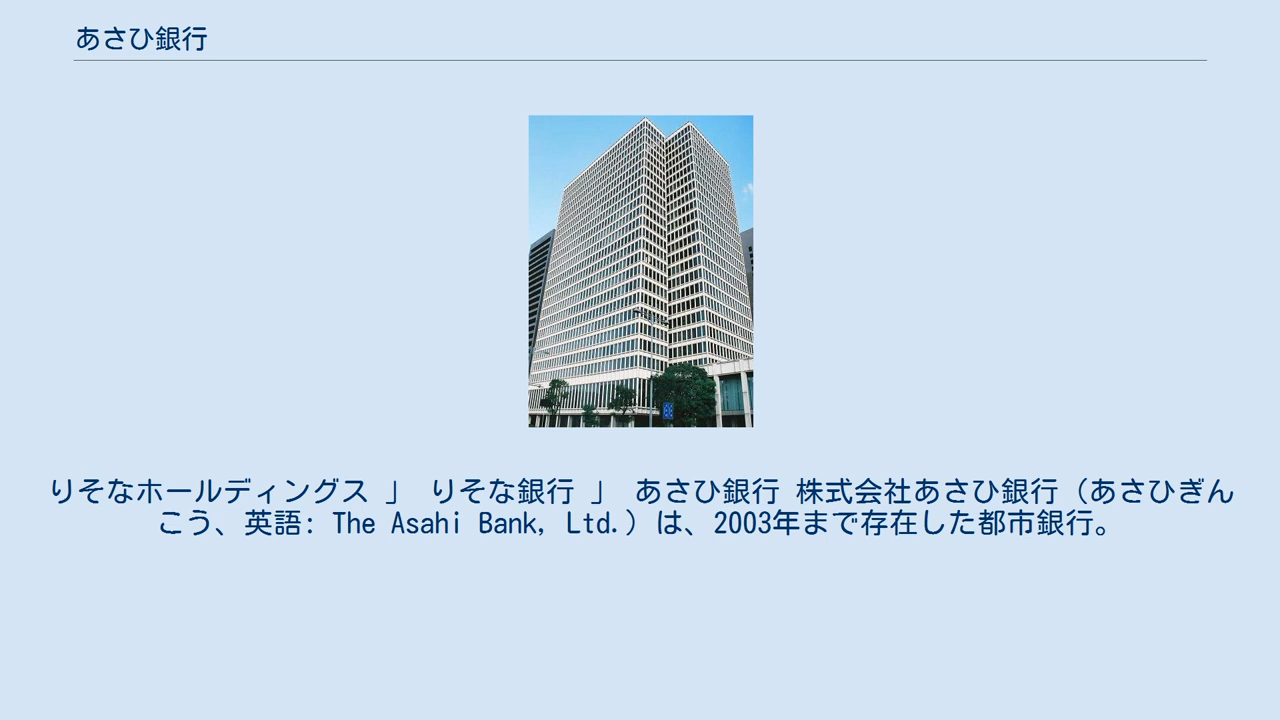 あさひ銀行
りそなホールディングス 」 りそな銀行 」 あさひ銀行 株式会社あさひ銀行（あさひぎん
こう、英語: The Asahi Bank, Ltd.）は、2003年まで存在した都市銀行。